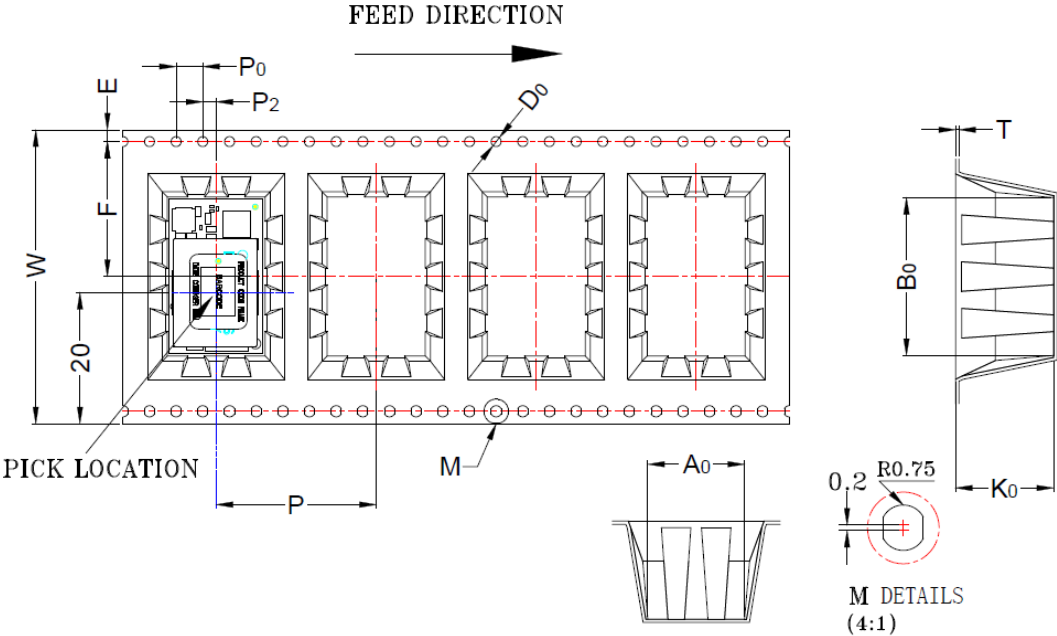 FEED DIRECTION
P0
P2
E
D0
T
F
W
B0
20
PICK LOCATION
M
P
A0
K0
0.2
R0.75
M DETAILS
(4:1)